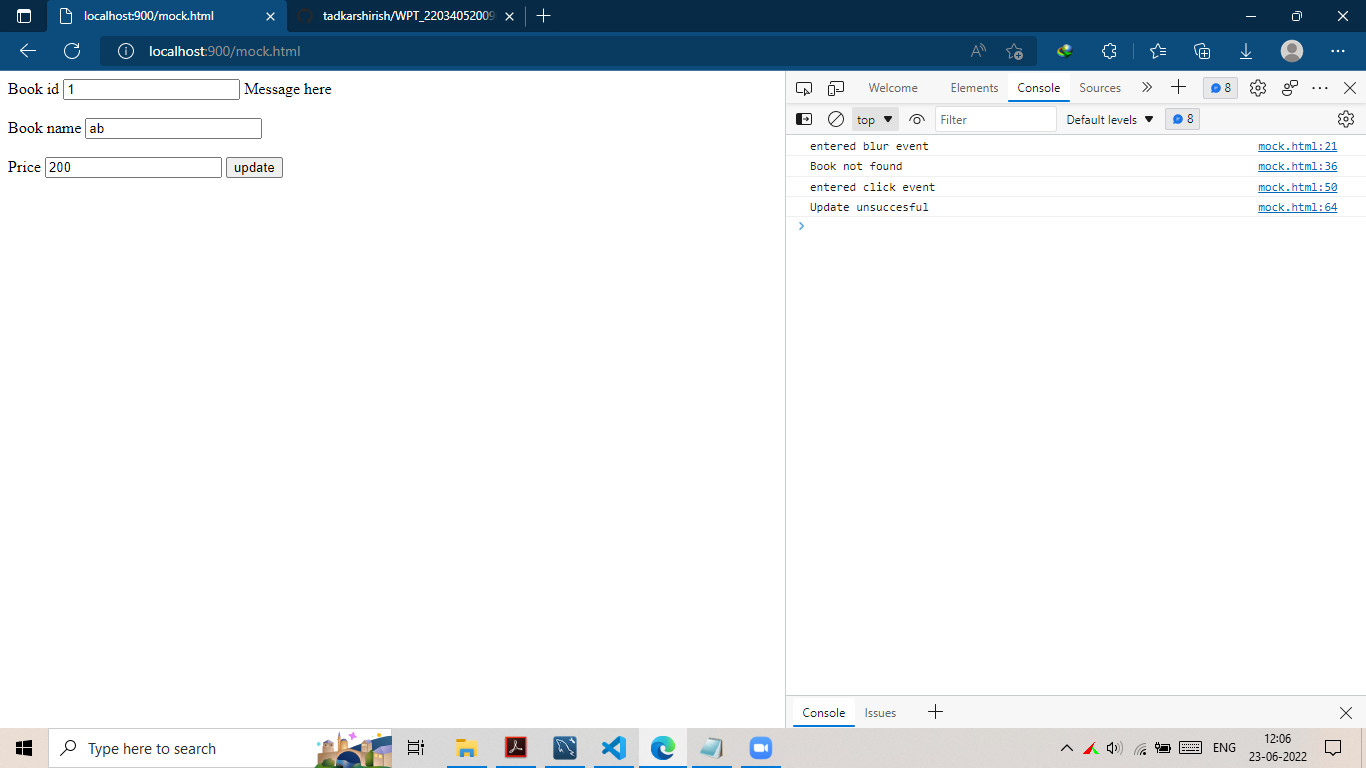 localhost:900/mock.html
tadkarshirish/WPT_22034052009
localhost:900/mock.html
Book id 1 Message here
Book name ab
Price 200 update
Welcome Elements Console Sources 8
top Filter Default levels 8
entered blur event mock.html:21
Book not found mock.html:36
entered click event mock.html:50
Update unsuccesful mock.html:64
Console Issues
Type here to search
ENG
12:06
23-06-2022